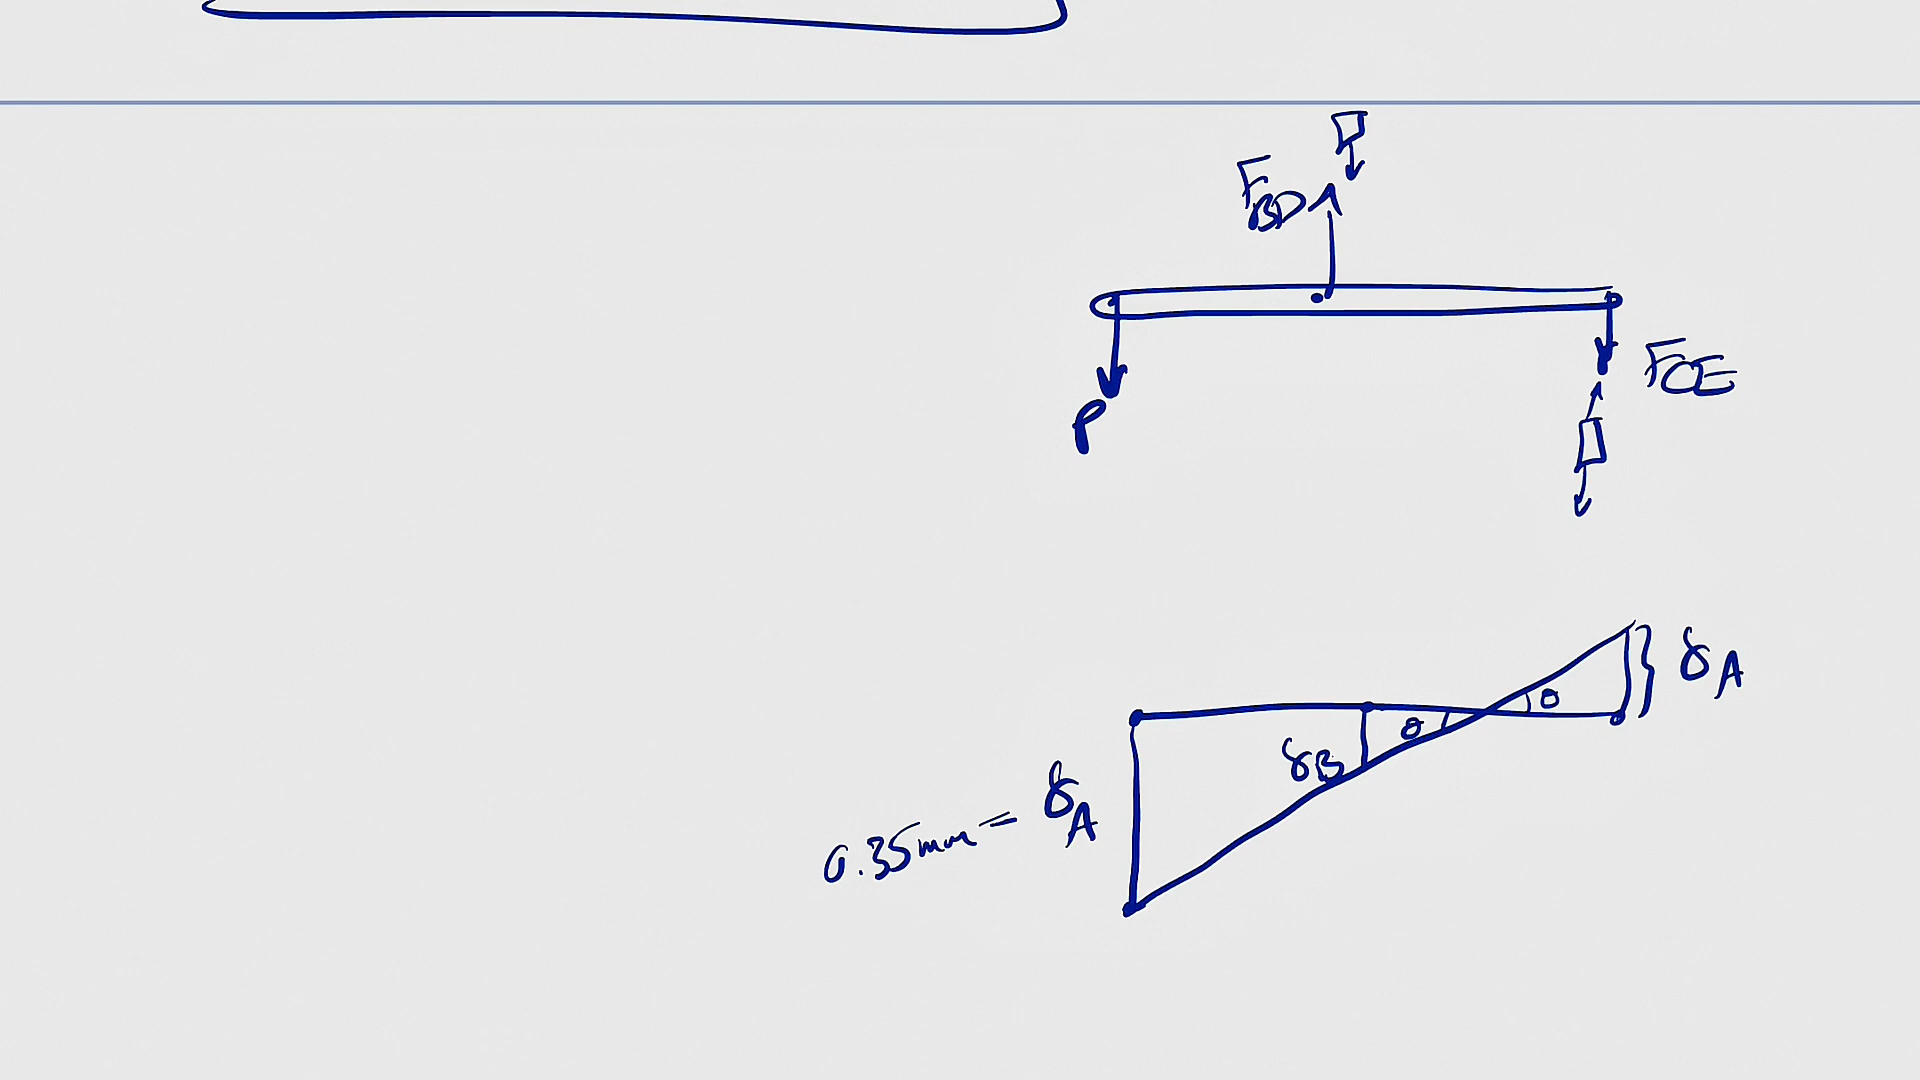 F_BD
F_CE
P
δ_A
θ
θ
δ_B
0.35mm = δ_A